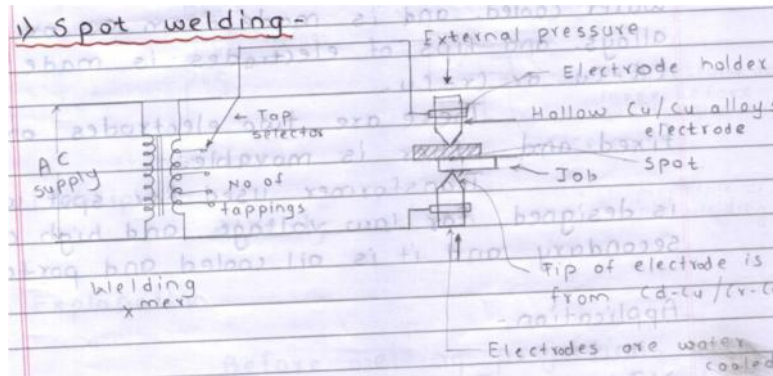 1) Spot welding -
External pressure
Electrode holder
Hollow Cu/Cu alloys
electrode
Spot
Job
Tap
selector
AC
supply
No of
tappings
Welding
xmer
Tip of electrode is
from Cd-Cu/Cr-C
Electrodes are water
cooled